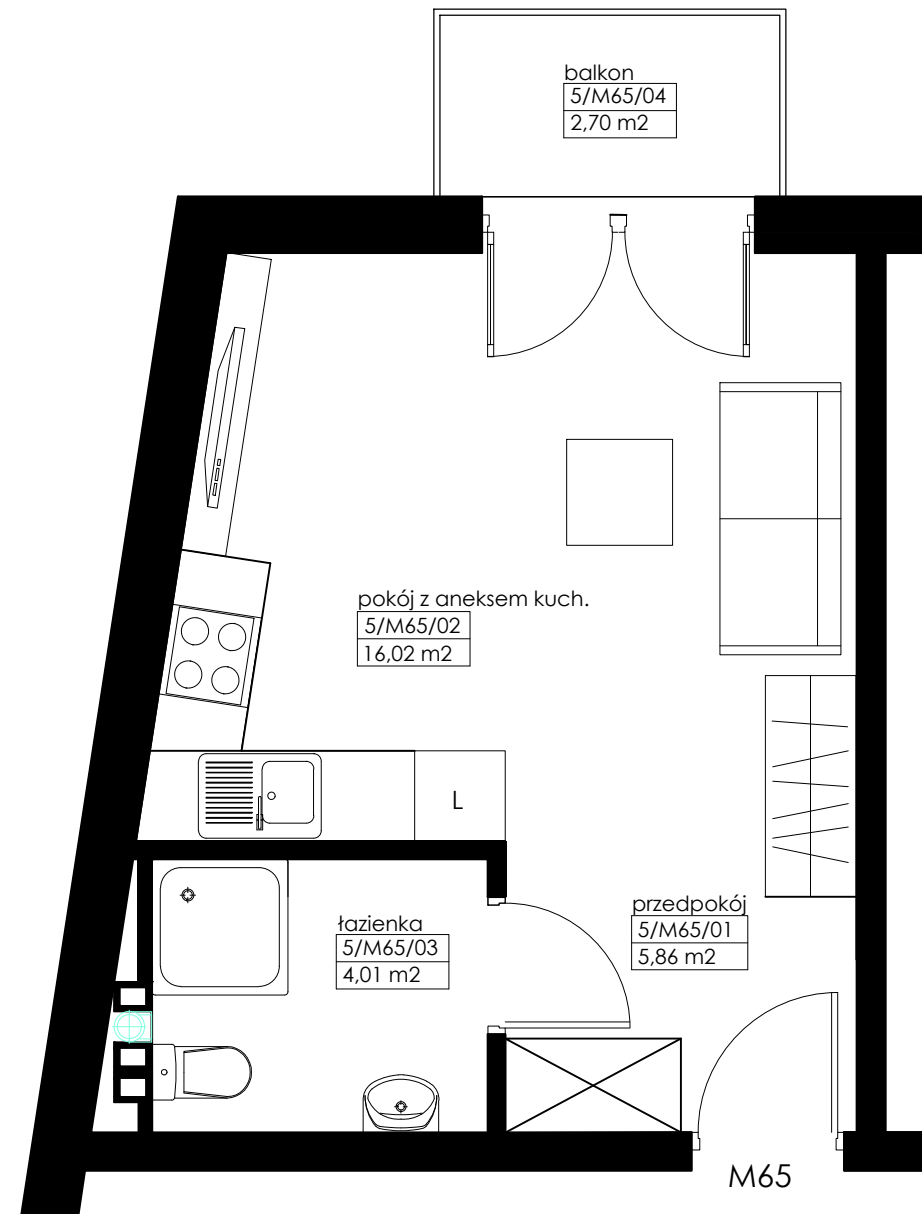 balkon
5/M65/04
2,70 m2
pokój z aneksem kuch.
5/M65/02
16,02 m2
L
przedpokój
5/M65/01
5,86 m2
łazienka
5/M65/03
4,01 m2
M65